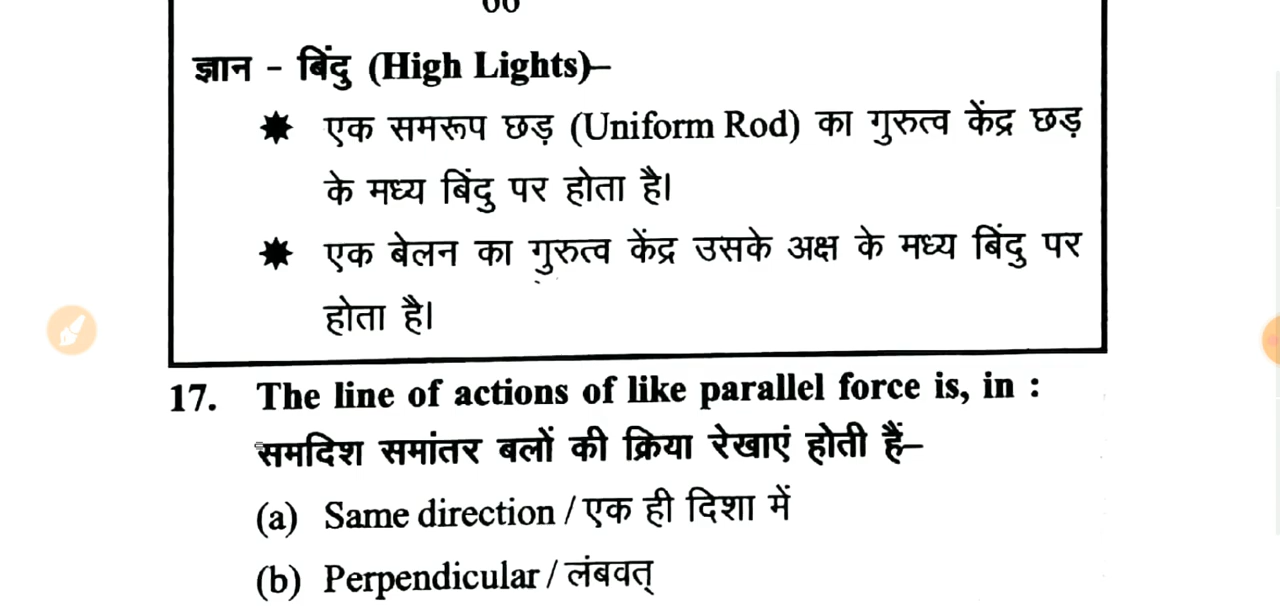 ज्ञान - बिंदु (High Lights)–
✷ एक समरूप छड़ (Uniform Rod) का गुरुत्व केंद्र छड़
के मध्य बिंदु पर होता है।
✷ एक बेलन का गुरुत्व केंद्र उसके अक्ष के मध्य बिंदु पर
होता है।
17. The line of actions of like parallel force is, in :
समदिश समांतर बलों की क्रिया रेखाएं होती हैं–
(a) Same direction / एक ही दिशा में
(b) Perpendicular / लंबवत्